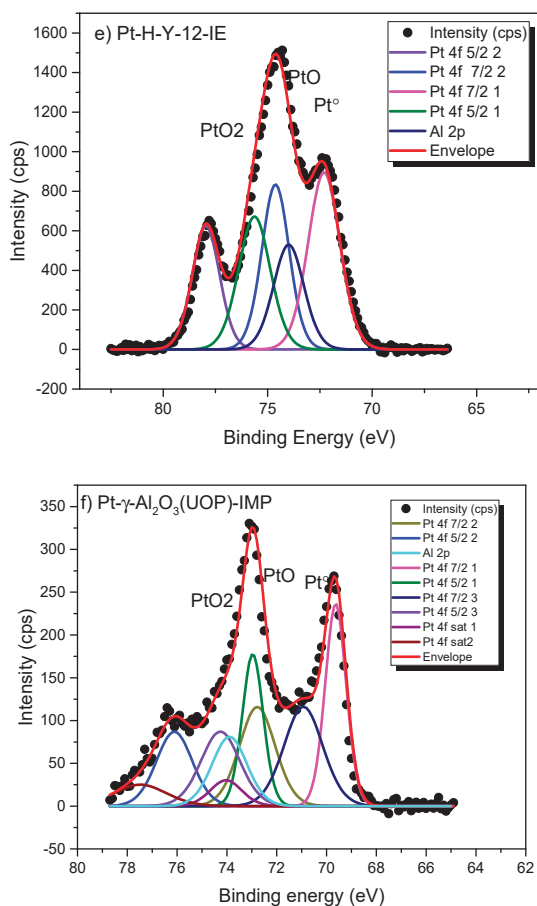 e) Pt-H-Y-12-IE
Intensity (cps)
Pt 4f 5/2 2
Pt 4f 7/2 2
Pt 4f 7/2 1
Pt 4f 5/2 1
Al 2p
Envelope
PtO2
PtO
Pt°
1600
1400
1200
1000
800
600
400
200
0
-200
Intensity (cps)
80 75 70 65
Binding Energy (eV)
f) Pt-γ-Al₂O₃(UOP)-IMP
Intensity (cps)
Pt 4f 7/2 2
Pt 4f 5/2 2
Al 2p
Pt 4f 7/2 1
Pt 4f 5/2 1
Pt 4f 7/2 3
Pt 4f 5/2 3
Pt 4f sat 1
Pt 4f sat2
Envelope
PtO2
PtO
Pt°
350
300
250
200
150
100
50
0
-50
Intensity (cps)
80 78 76 74 72 70 68 66 64 62
Binding energy (eV)